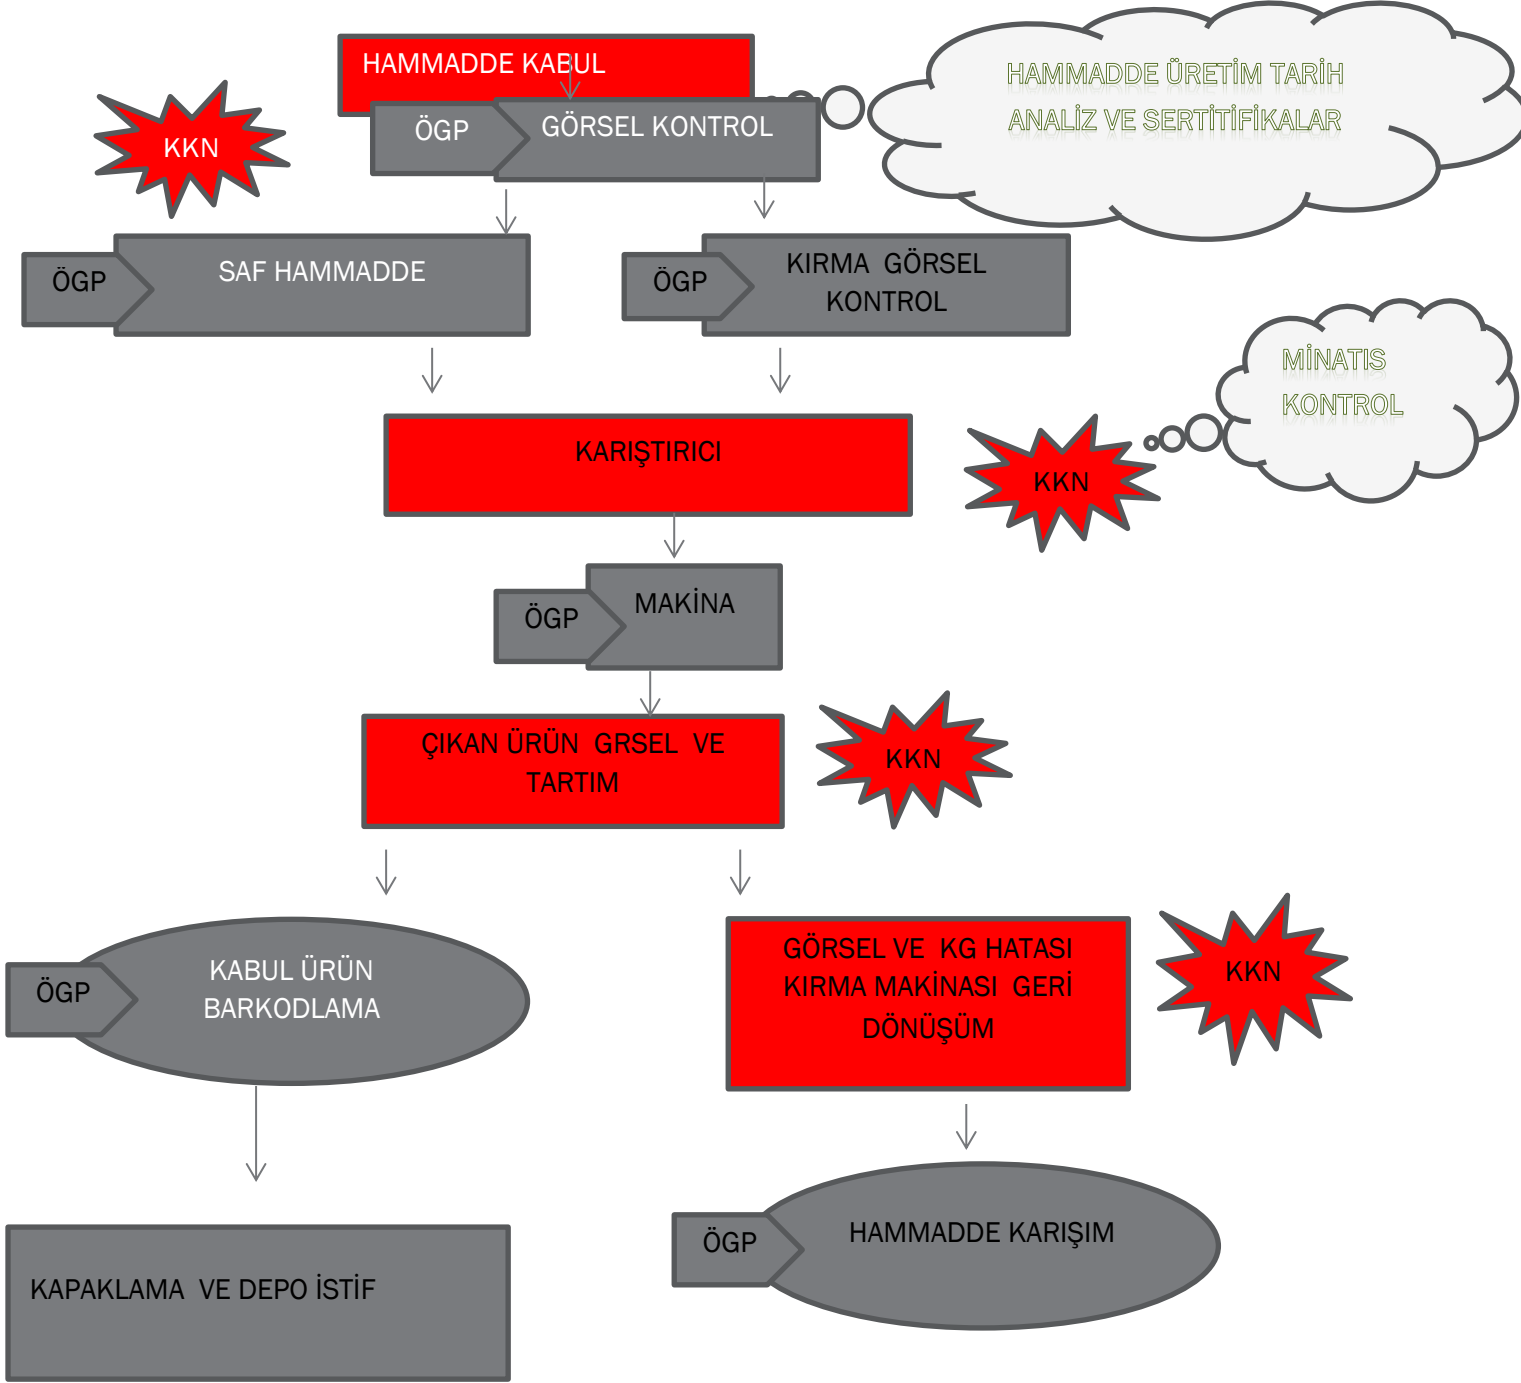 HAMMADDE KABUL
HAMMADDE ÜRETİM TARİH
ANALİZ VE SERTİTİFİKALAR
ÖGP
GÖRSEL KONTROL
KKN
ÖGP
SAF HAMMADDE
ÖGP
KIRMA GÖRSEL
KONTROL
MİNATIS
KONTROL
KARIŞTIRICI
KKN
ÖGP
MAKİNA
ÇIKAN ÜRÜN GRSEL VE
TARTIM
KKN
ÖGP
KABUL ÜRÜN
BARKODLAMA
GÖRSEL VE KG HATASI
KIRMA MAKİNASI GERİ
DÖNÜŞÜM
KKN
ÖGP
HAMMADDE KARIŞIM
KAPAKLAMA VE DEPO İSTİF